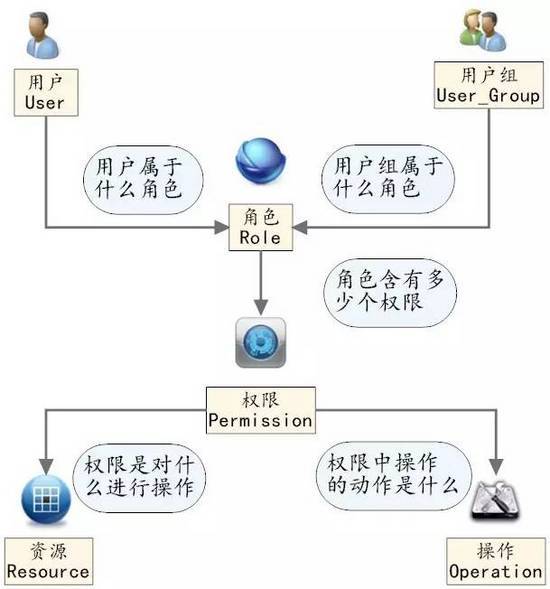 用户
User
用户组
User_Group
用户属于
什么角色
用户组属于
什么角色
角色
Role
角色含有多
少个权限
权限
Permission
权限是对什
么进行操作
权限中操作
的动作是什么
资源
Resource
操作
Operation